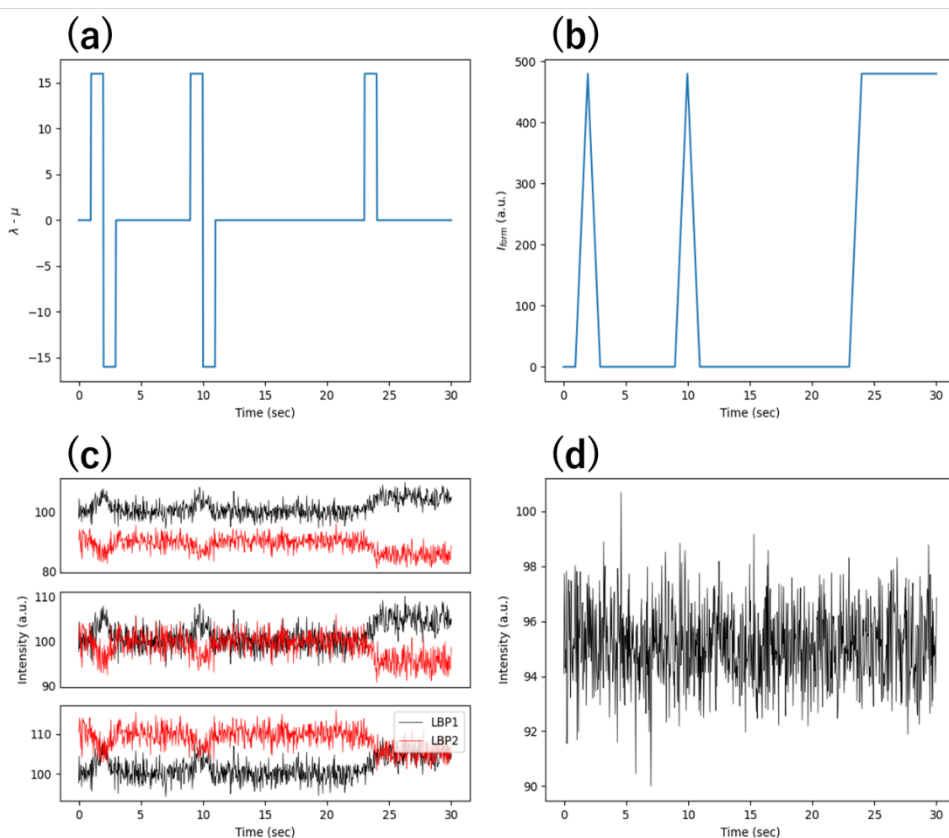 (a)
15
10
5
0
−5
−10
−15
λ - μ
0 5 10 15 20 25 30
Time (sec)
(b)
500
400
300
200
100
0
I_form (a.u.)
0 5 10 15 20 25 30
Time (sec)
(c)
100
80
110
100
90
110
100
Intensity (a.u.)
LBP1
LBP2
0 5 10 15 20 25 30
Time (sec)
(d)
100
98
96
94
92
90
Intensity (a.u.)
0 5 10 15 20 25 30
Time (sec)